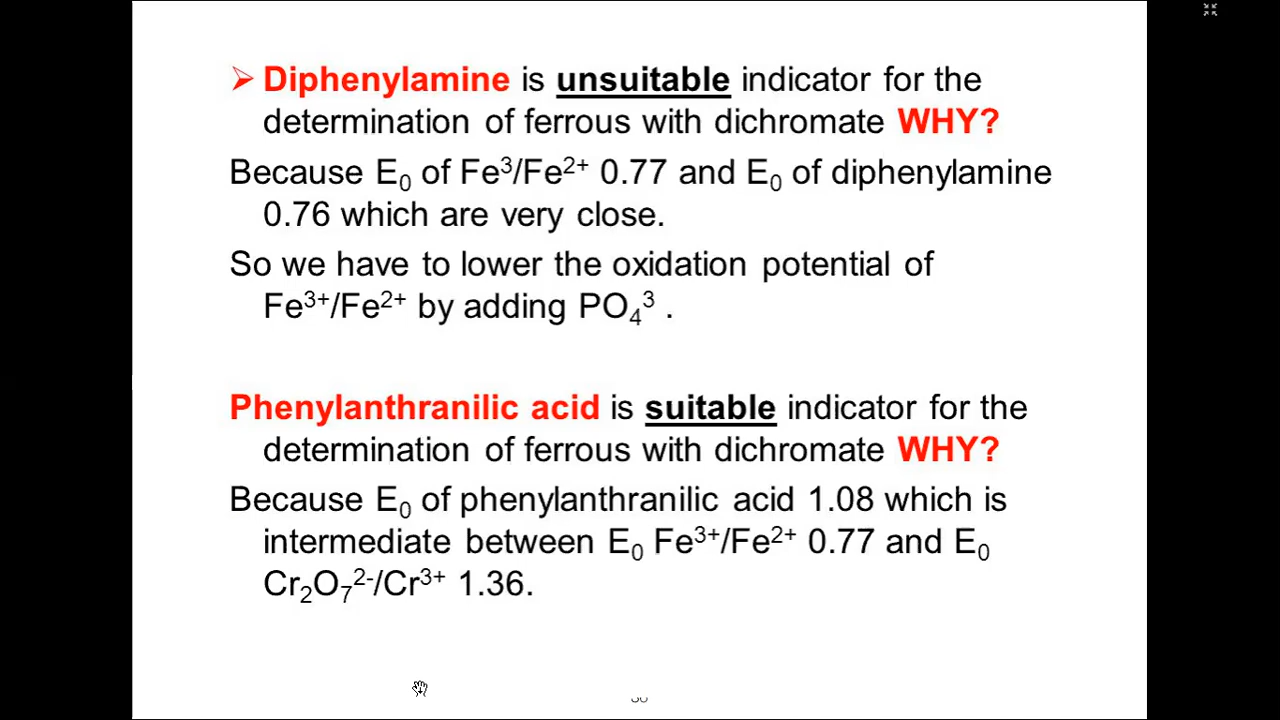 ➢ Diphenylamine is unsuitable indicator for the
determination of ferrous with dichromate WHY?
Because E₀ of Fe³/Fe²⁺ 0.77 and E₀ of diphenylamine
0.76 which are very close.
So we have to lower the oxidation potential of
Fe³⁺/Fe²⁺ by adding PO₄³ .
Phenylanthranilic acid is suitable indicator for the
determination of ferrous with dichromate WHY?
Because E₀ of phenylanthranilic acid 1.08 which is
intermediate between E₀ Fe³⁺/Fe²⁺ 0.77 and E₀
Cr₂O₇²⁻/Cr³⁺ 1.36.